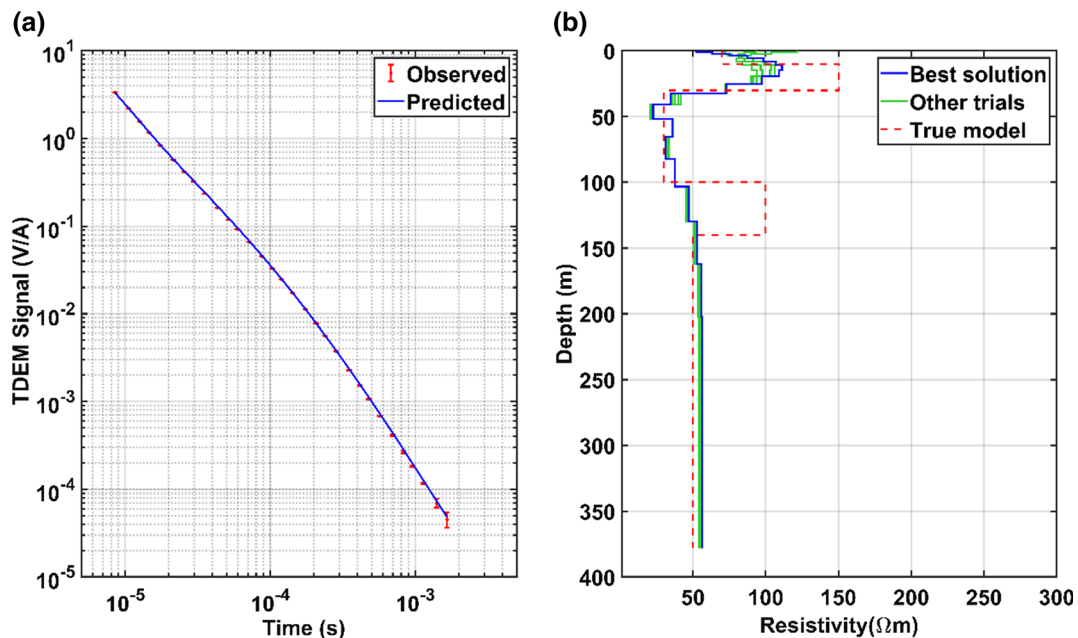 (a)
10^1
10^0
10^-1
10^-2
10^-3
10^-4
10^-5
TDEM Signal (V/A)
Observed
Predicted
10^-5
10^-4
10^-3
Time (s)
(b)
0
50
100
150
200
250
300
350
400
Depth (m)
Best solution
Other trials
True model
50
100
150
200
250
300
Resistivity(Ωm)